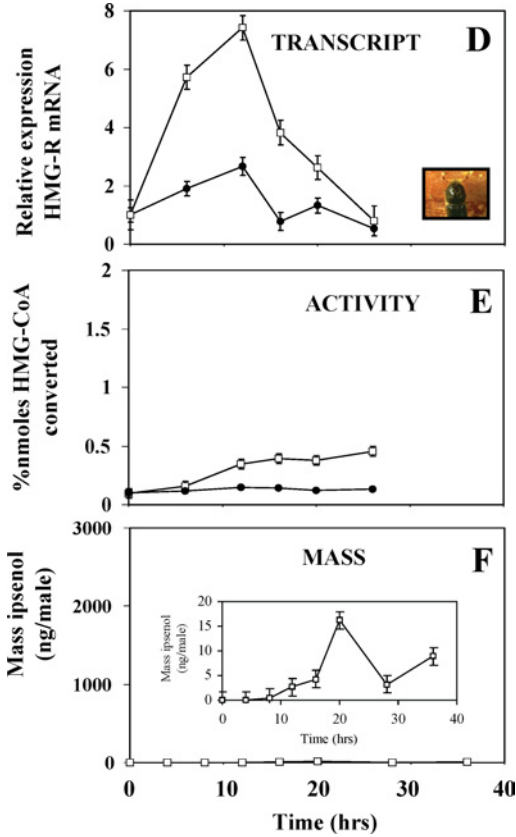 D
TRANSCRIPT
Relative expression
HMG-R mRNA
8
6
4
2
0
E
ACTIVITY
%nmoles HMG-CoA
converted
2
1.5
1
0.5
0
F
MASS
Mass ipsenol
(ng/male)
3000
2000
1000
0
Mass ipsenol
(ng/male)
20
15
10
5
0
0 10 20 30 40
Time (hrs)
0 10 20 30 40
Time (hrs)